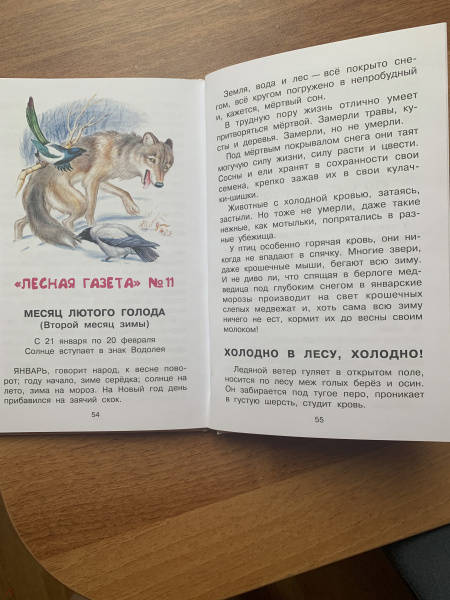 «ЛЕСНАЯ ГАЗЕТА» № 11
МЕСЯЦ ЛЮТОГО ГОЛОДА
(Второй месяц зимы)
С 21 января по 20 февраля
Солнце вступает в знак Водолея
ЯНВАРЬ, говорит народ, к весне пово-
рот; году начало, зиме серёдка; солнце на
лето, зима на мороз. На Новый год день
прибавился на заячий скок.
54
Земля, вода и лес — всё покрыто сне-
гом, всё кругом погружено в непробудный
и, кажется, мёртвый сон.
В трудную пору жизнь отлично умеет
притворяться мёртвой. Замерли травы, ку-
сты и деревья. Замерли, но не умерли.
Под мёртвым покрывалом снега они таят
могучую силу жизни, силу расти и цвести.
Сосны и ели хранят в сохранности свои
семена, крепко зажав их в свои кулач-
ки-шишки.
Животные с холодной кровью, затаясь,
застыли. Но тоже не умерли, даже такие
нежные, как мотыльки, попрятались в раз-
ные убежища.
У птиц особенно горячая кровь, они ни-
когда не впадают в спячку. Многие звери,
даже крошечные мыши, бегают всю зиму.
И не диво ли, что спящая в берлоге мед-
ведица под глубоким снегом в январские
морозы производит на свет крошечных
слепых медвежат и, хоть сама всю зиму
ничего не ест, кормит их до весны своим
молоком!
ХОЛОДНО В ЛЕСУ, ХОЛОДНО!
Ледяной ветер гуляет в открытом поле,
носится по лесу меж голых берёз и осин.
Он забирается под тугое перо, проникает
в густую шерсть, студит кровь.
55